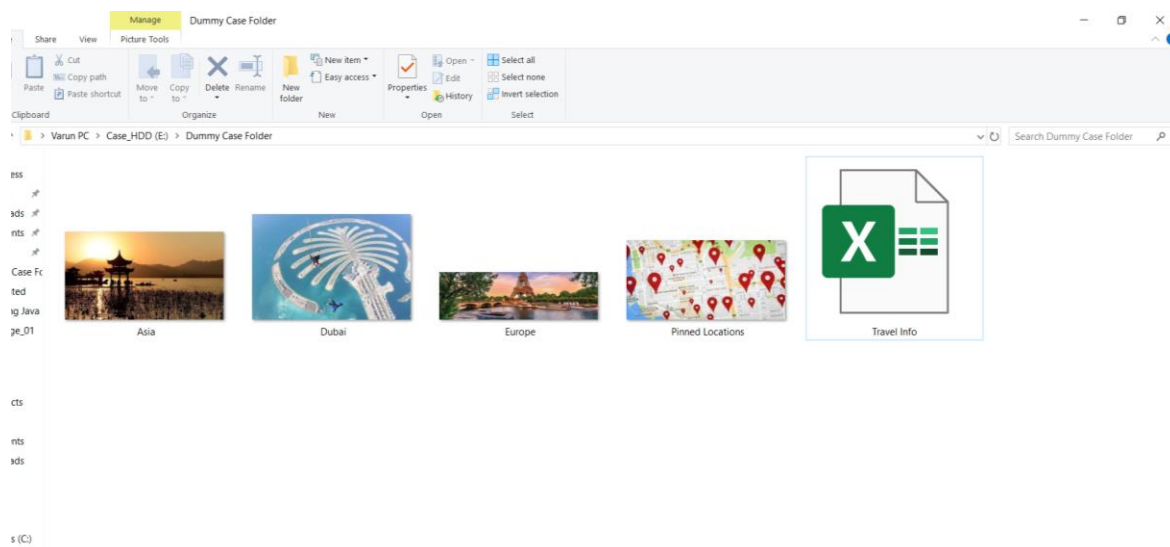 Manage Dummy Case Folder
Share View Picture Tools
Cut
Copy path
Paste shortcut
Paste
Move to
Copy to
Delete
Rename
New folder
New item
Easy access
Properties
Open
Edit
History
Select all
Select none
Invert selection
Clipboard Organize New Open Select
Varun PC > Case_HDD (E:) > Dummy Case Folder
Search Dummy Case Folder
ess
ads
nts
Case Fc
ted
ng Java
ge_01
cts
nts
ads
s (C:)
X
Asia Dubai Europe Pinned Locations Travel Info